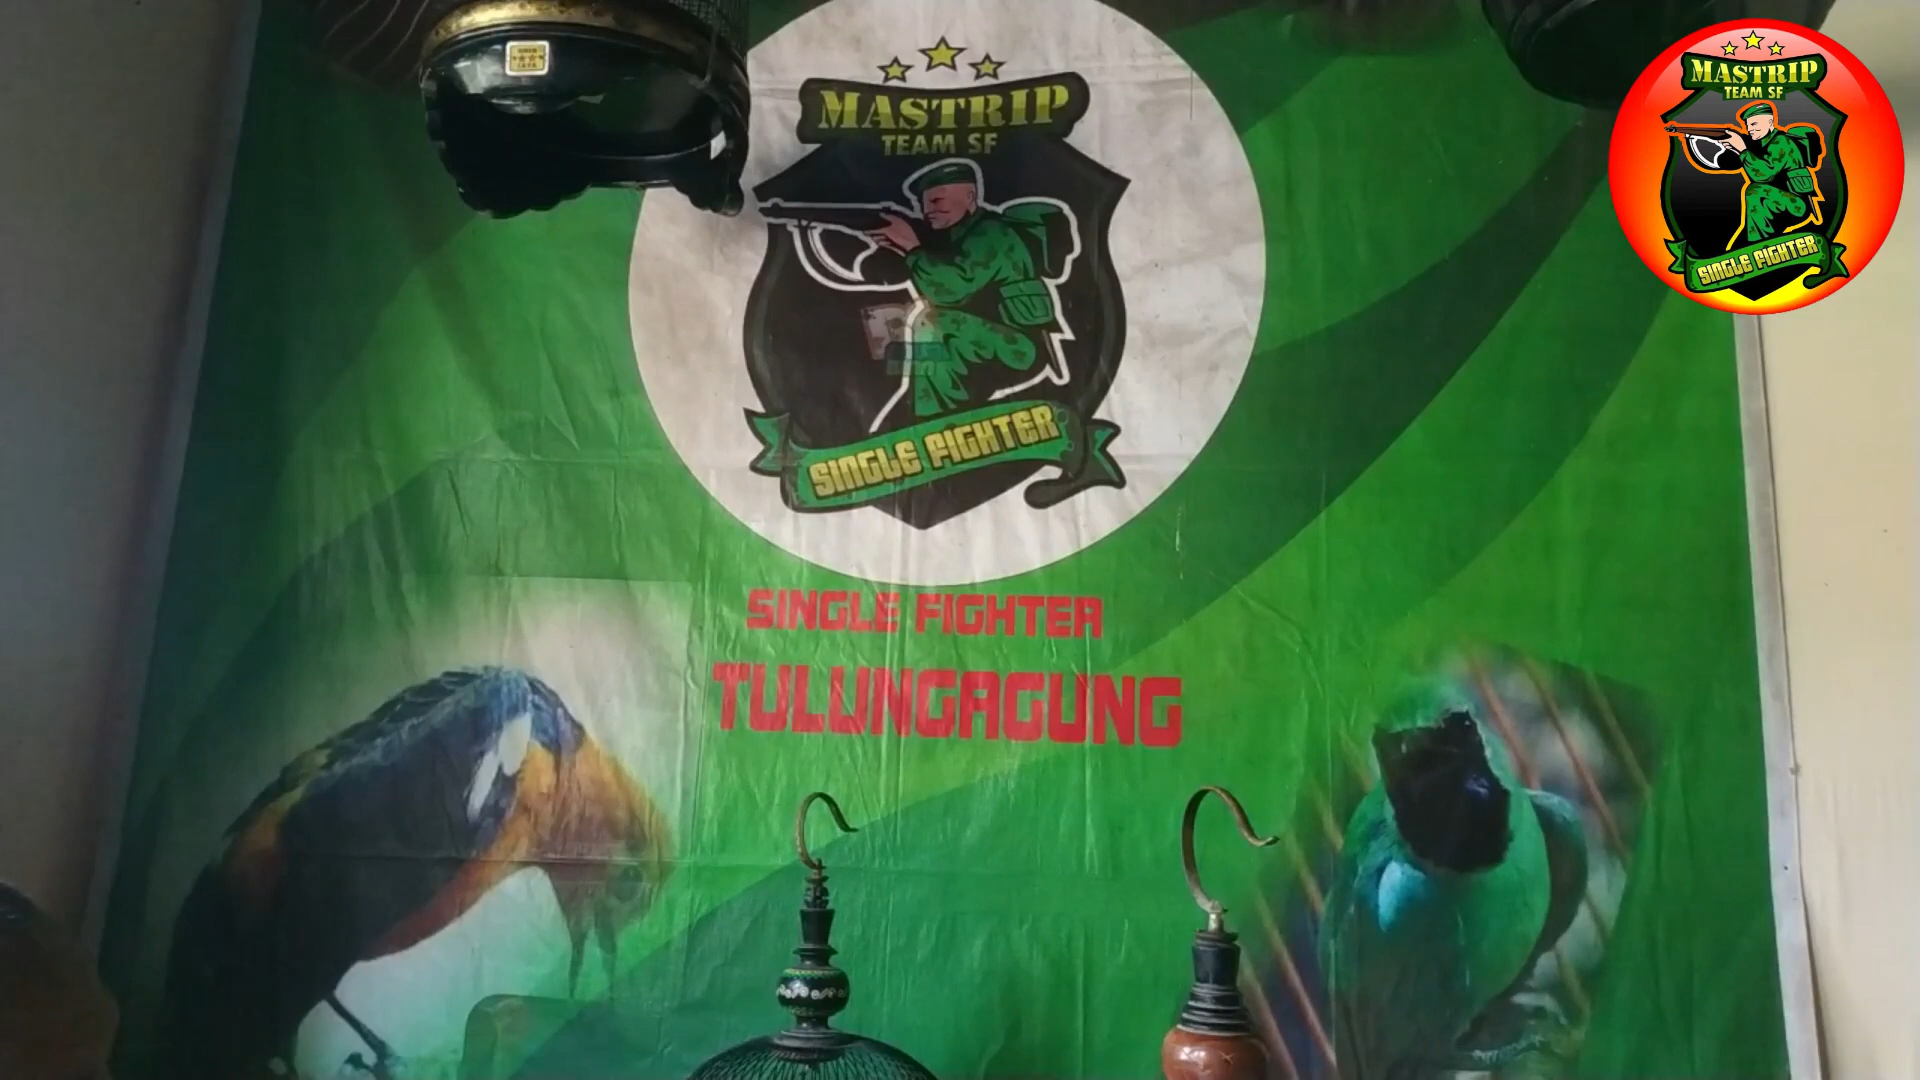 MASTRIP
TEAM SF
SINGLE FIGHTER
SINGLE FIGHTER
TULUNGAGUNG
MASTRIP
TEAM SF
SINGLE FIGHTER